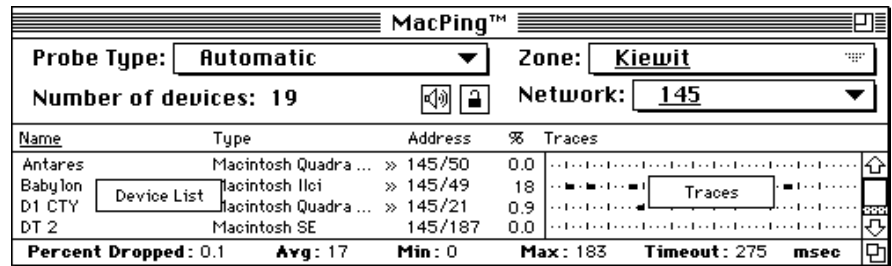 MacPing™
Probe Type: Automatic Zone: Kiewit
Number of devices: 19 Network: 145
Name Type Address % Traces
Antares Macintosh Quadra ... » 145/50 0.0
Babylon Macintosh IIci » 145/49 18
Device List Traces
D1 CTY Macintosh Quadra ... » 145/21 0.9
DT 2 Macintosh SE 145/187 0.0
Percent Dropped: 0.1 Avg: 17 Min: 0 Max: 183 Timeout: 275 msec